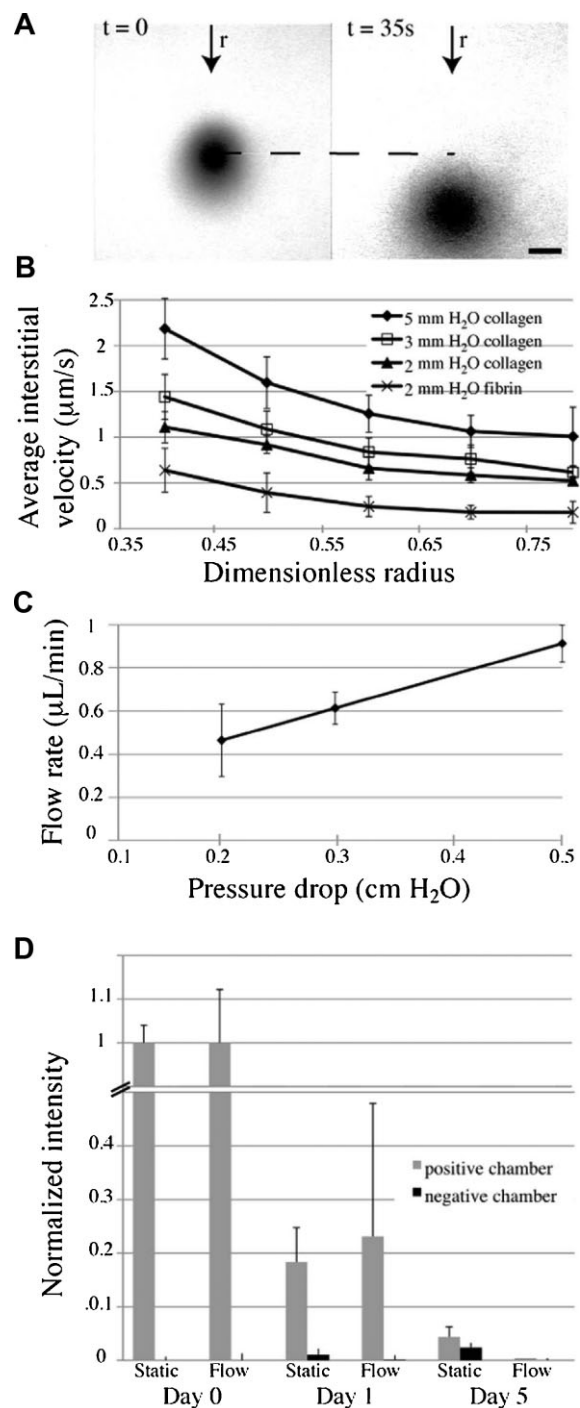 A
t = 0
r
t = 35s
r
B
Average interstitial velocity (μm/s)
2.5
2
1.5
1
0.5
0
5 mm H₂O collagen
3 mm H₂O collagen
2 mm H₂O collagen
2 mm H₂O fibrin
0.35 0.45 0.55 0.65 0.75
Dimensionless radius
C
Flow rate (μL/min)
1
0.8
0.6
0.4
0.2
0
0.1 0.2 0.3 0.4 0.5
Pressure drop (cm H₂O)
D
Normalized intensity
1.1
1
0.4
0.3
0.2
.01
0
positive chamber
negative chamber
Static Flow Static Flow Static Flow
Day 0 Day 1 Day 5